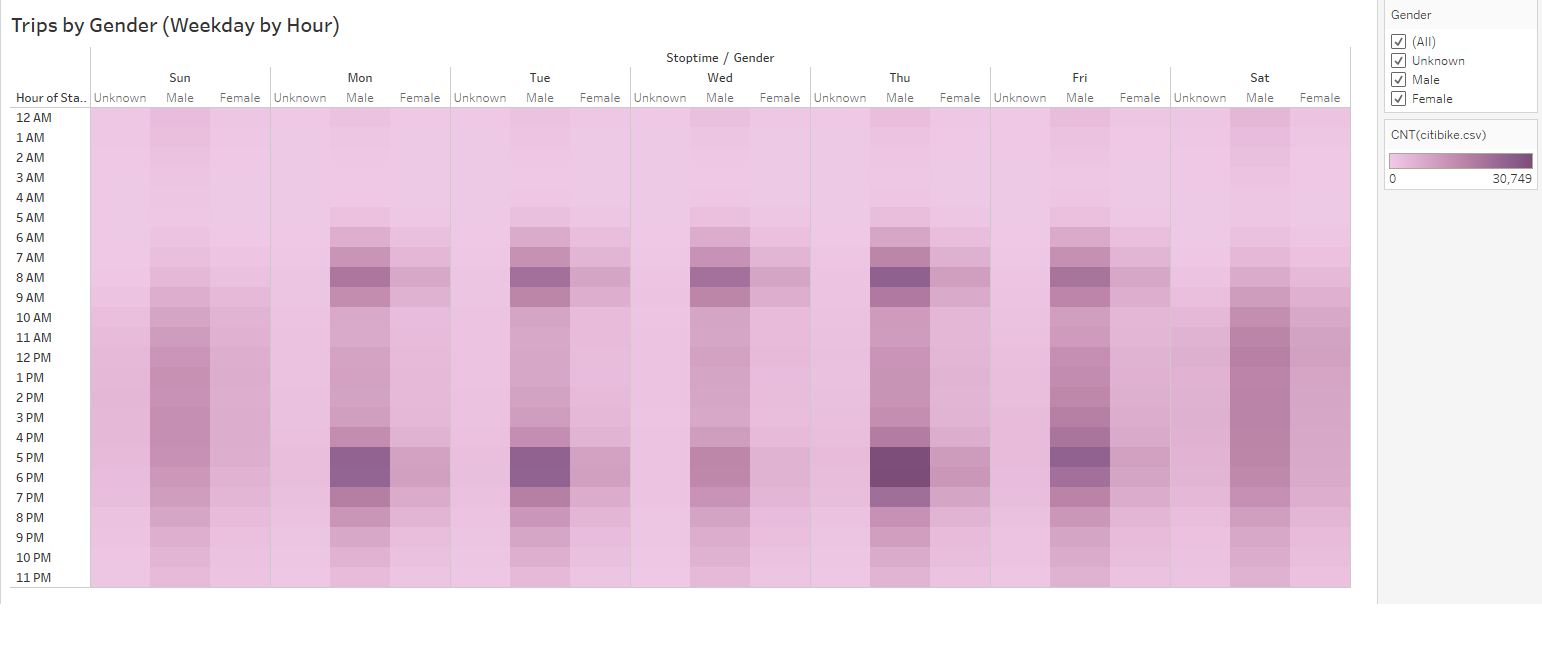 Trips by Gender (Weekday by Hour)
Stoptime / Gender
Sun Mon Tue Wed Thu Fri Sat
Hour of Sta.. Unknown Male Female Unknown Male Female Unknown Male Female Unknown Male Female Unknown Male Female Unknown Male Female Unknown Male Female
12 AM
1 AM
2 AM
3 AM
4 AM
5 AM
6 AM
7 AM
8 AM
9 AM
10 AM
11 AM
12 PM
1 PM
2 PM
3 PM
4 PM
5 PM
6 PM
7 PM
8 PM
9 PM
10 PM
11 PM
Gender
(All)
Unknown
Male
Female
CNT(citibike.csv)
0 30,749